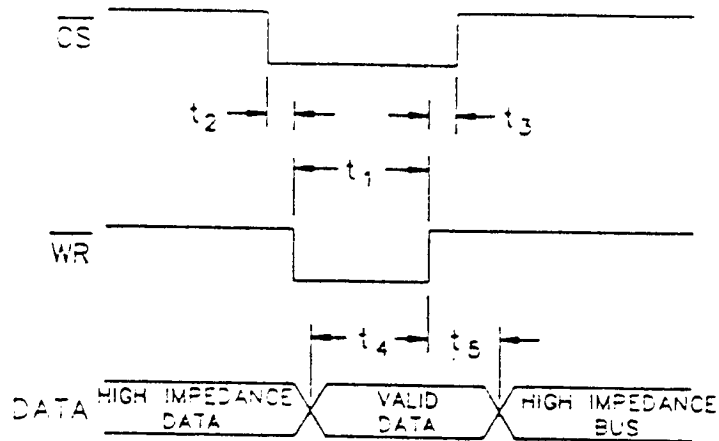 CS
t2
t3
t1
WR
t4
t5
DATA
HIGH IMPEDANCE
DATA
VALID
DATA
HIGH IMPEDANCE
BUS